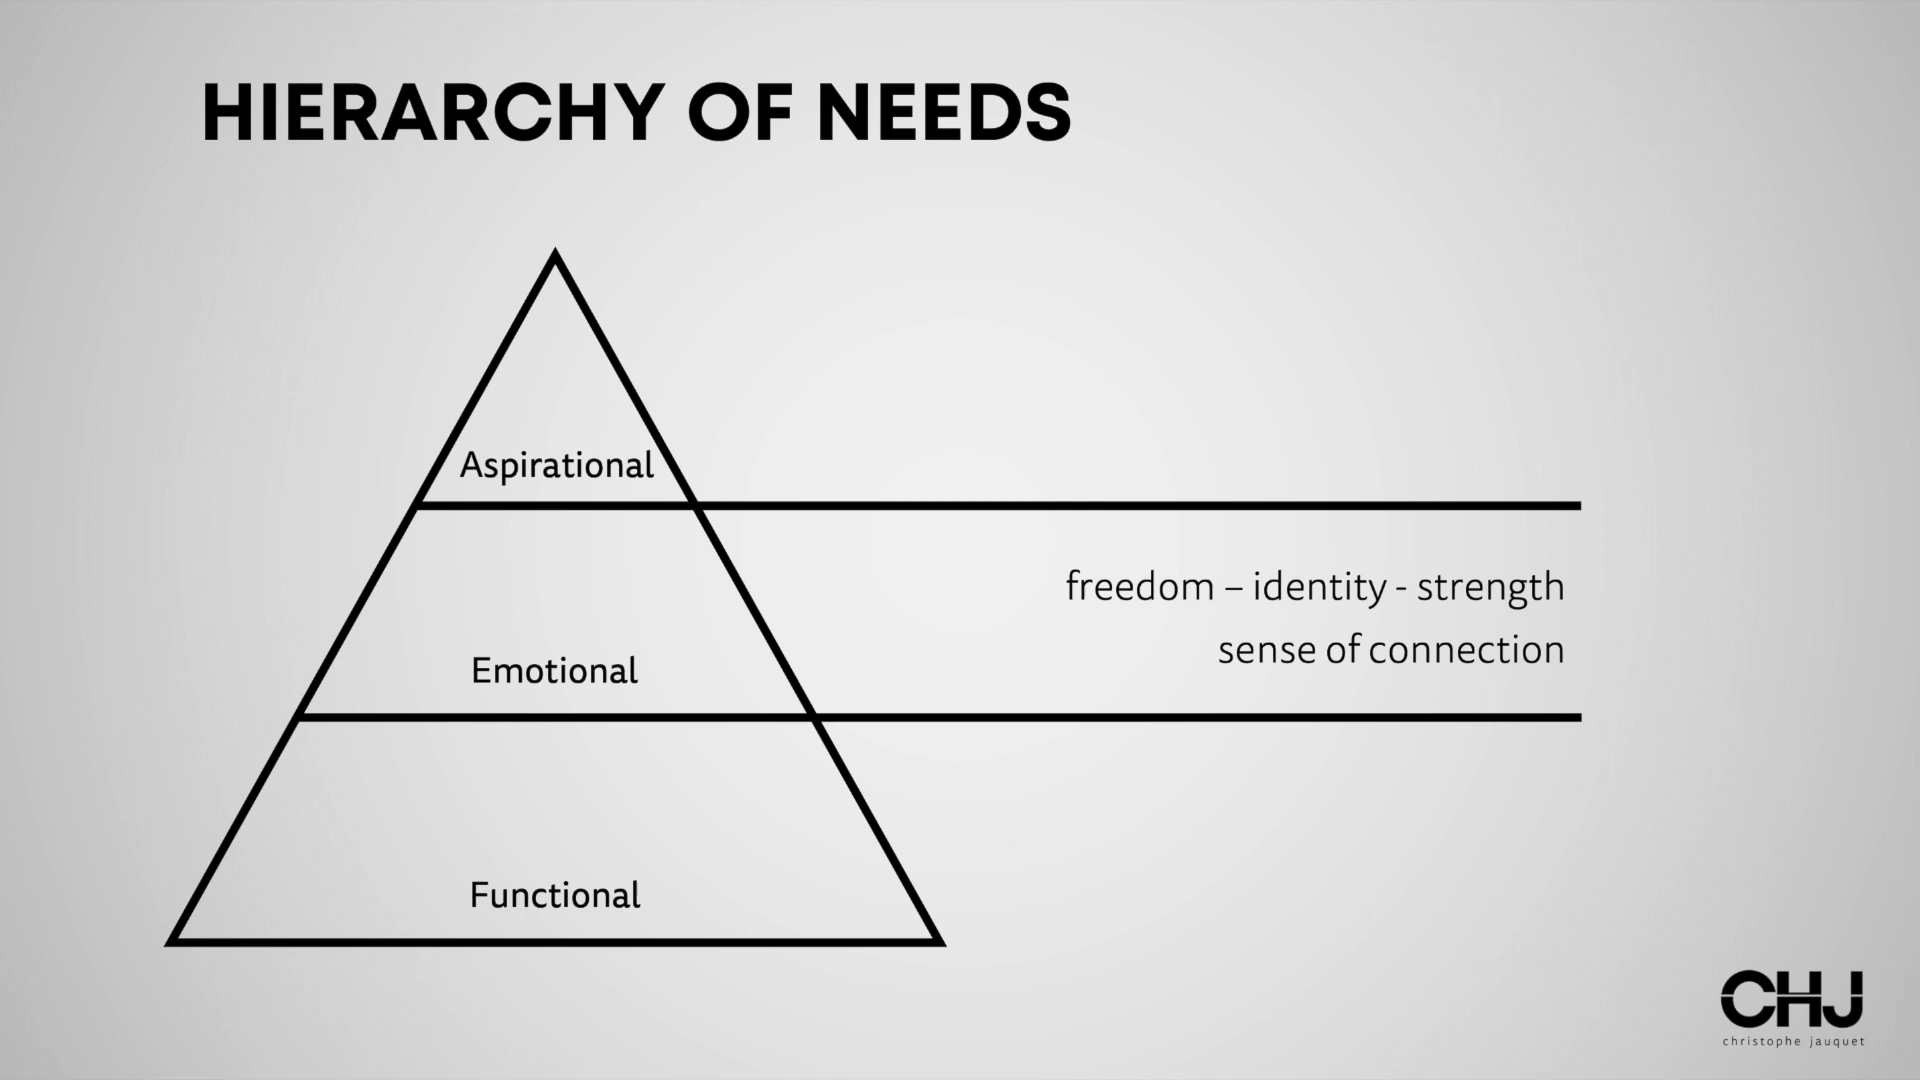 HIERARCHY OF NEEDS
Aspirational
freedom – identity - strength
sense of connection
Emotional
Functional
CHJ
christophe jauquet